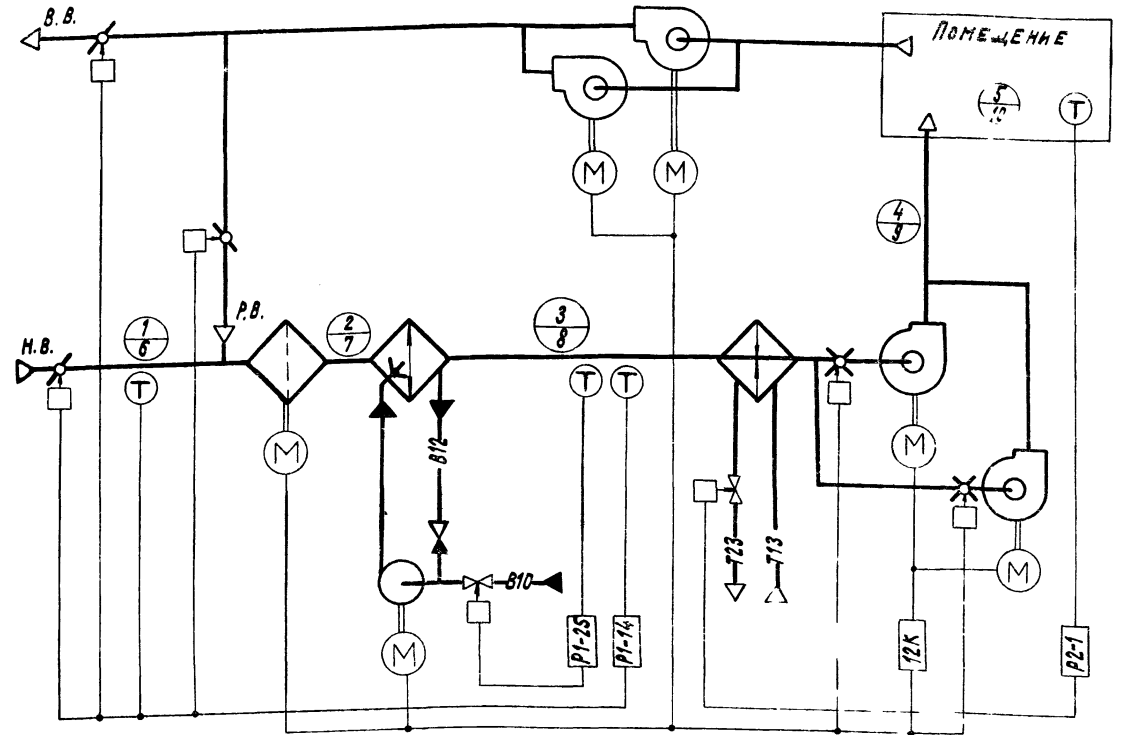 В.В.
ПОМЕЩЕНИЕ
5
10
Т
М
М
4
9
Р.В.
Н.В.
1
6
2
7
3
8
Т
Т
Т
М
М
В12
Т23
Т13
В10
М
М
Р1-25
Р1-14
12К
Р2-1